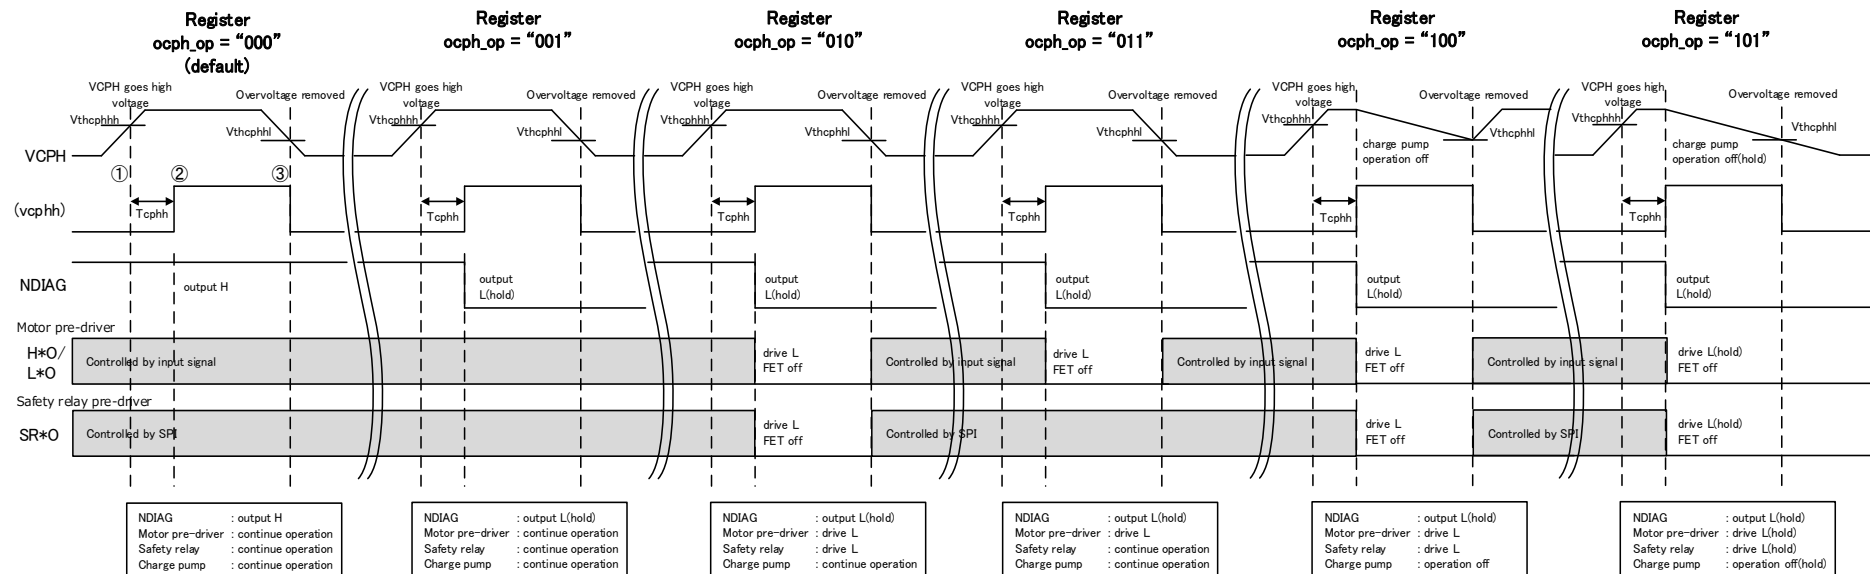 Register
ocph_op = “000”
(default)
Register
ocph_op = “001”
Register
ocph_op = “010”
Register
ocph_op = “011”
Register
ocph_op = “100”
Register
ocph_op = “101”
VCPH goes high
voltage
Overvoltage removed
Vthcphhh
Vthcphhl
VCPH goes high
voltage
Overvoltage removed
Vthcphhh
Vthcphhl
VCPH goes high
voltage
Overvoltage removed
Vthcphhh
Vthcphhl
VCPH goes high
voltage
Overvoltage removed
Vthcphhh
Vthcphhl
VCPH goes high
voltage
Overvoltage removed
Vthcphhh
Vthcphhl
charge pump
operation off
VCPH goes high
voltage
Overvoltage removed
Vthcphhh
Vthcphhl
charge pump
operation off(hold)
VCPH
① ② ③
(vcphh)
Tcphh
Tcphh
Tcphh
Tcphh
Tcphh
Tcphh
NDIAG
output H
output
L(hold)
output
L(hold)
output
L(hold)
output
L(hold)
output
L(hold)
Motor pre-driver
H*O/
L*O
Controlled by input signal
drive L
FET off
Controlled by input signal
drive L
FET off
Controlled by input signal
drive L
FET off
Controlled by input signal
drive L(hold)
FET off
Safety relay pre-driver
SR*O
Controlled by SPI
drive L
FET off
Controlled by SPI
drive L
FET off
Controlled by SPI
drive L(hold)
FET off
NDIAG : output H
Motor pre-driver : continue operation
Safety relay : continue operation
Charge pump : continue operation
NDIAG : output L(hold)
Motor pre-driver : continue operation
Safety relay : continue operation
Charge pump : continue operation
NDIAG : output L(hold)
Motor pre-driver : drive L
Safety relay : drive L
Charge pump : continue operation
NDIAG : output L(hold)
Motor pre-driver : drive L
Safety relay : continue operation
Charge pump : continue operation
NDIAG : output L(hold)
Motor pre-driver : drive L
Safety relay : drive L
Charge pump : operation off
NDIAG : output L(hold)
Motor pre-driver : drive L(hold)
Safety relay : drive L(hold)
Charge pump : operation off(hold)